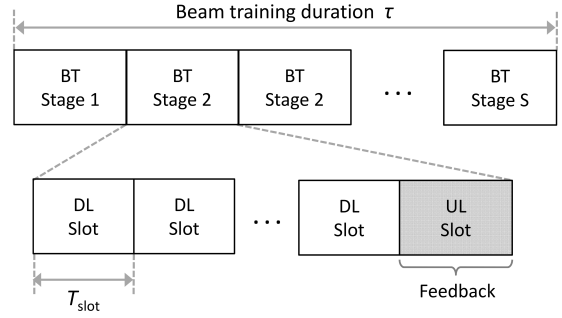 Beam training duration τ
BT
Stage 1
BT
Stage 2
BT
Stage 2
...
BT
Stage S
DL
Slot
DL
Slot
...
DL
Slot
UL
Slot
Tslot
Feedback